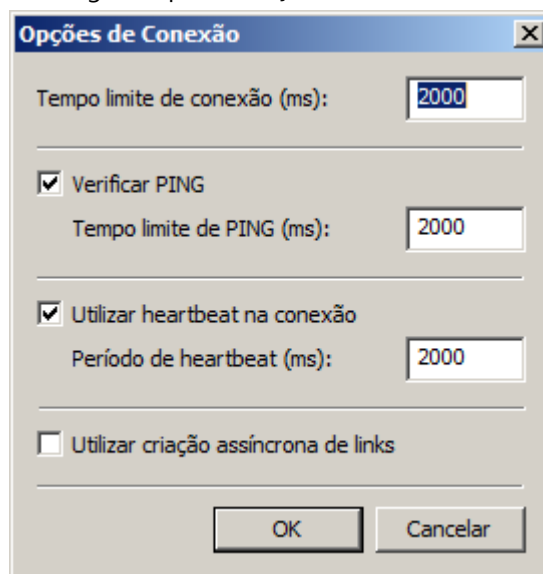 Opções de Conexão
Tempo limite de conexão (ms): 2000
Verificar PING
Tempo limite de PING (ms): 2000
Utilizar heartbeat na conexão
Período de heartbeat (ms): 2000
Utilizar criação assíncrona de links
OK Cancelar